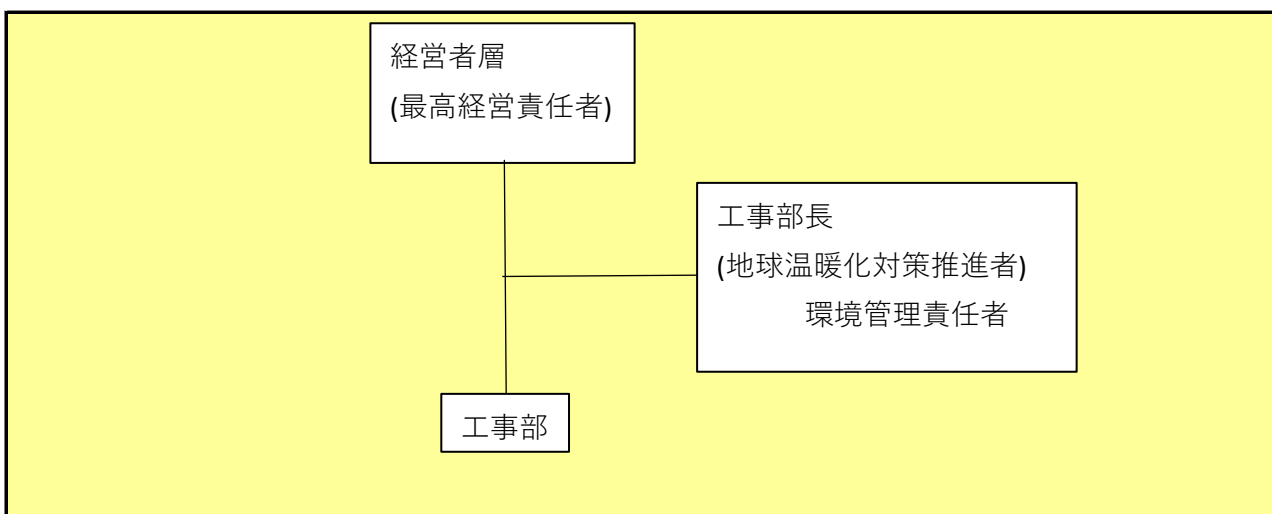 経営者層
(最高経営責任者)
工事部長
(地球温暖化対策推進者)
環境管理責任者
工事部